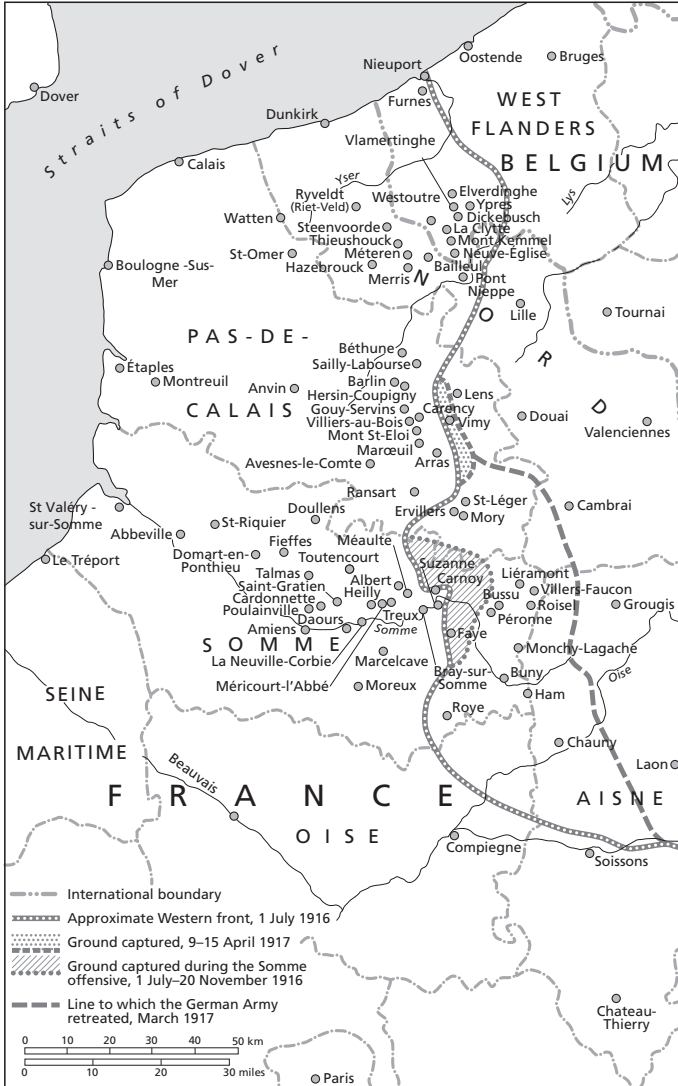 Straits of Dover
Dover
Nieuport
Oostende
Bruges
Furnes
WEST
FLANDERS
BELGIUM
Dunkirk
Vlamertinghe
Calais
Yser
Lys
Ryveldt
(Riet-Veld)
Westoutre
Elverdinghe
Ypres
Dickebusch
Watten
Steenvoorde
La Clytte
Thieushouck
Mont Kemmel
St-Omer
Méteren
Neuve-Église
Hazebrouck
Bailleul
Merris
Pont
Nieppe
Boulogne -Sus-
Mer
NORD
Lille
Tournai
PAS-DE-
CALAIS
Béthune
Sailly-Labourse
Étaples
Montreuil
Anvin
Barlin
Hersin-Coupigny
Lens
Gouy-Servins
Carency
Villiers-au-Bois
Vimy
Douai
Valenciennes
Mont St-Eloi
Marœuil
Avesnes-le-Comte
Arras
Ransart
St Valéry -
sur-Somme
Doullens
St-Léger
Ervillers
Mory
Cambrai
Abbeville
St-Riquier
Fieffes
Méaulte
Le Tréport
Domart-en-
Ponthieu
Toutencourt
Suzanne
Carnoy
Liéramont
Talmas
Albert
Villers-Faucon
Saint-Gratien
Heilly
Bussu
Cardonnette
Roisel
Grougis
Poulainville
Treux
Péronne
Daours
Amiens
Somme
Faye
SOMME
Monchy-Lagache
La Neuville-Corbie
Marcelcave
Bray-sur-
Somme
Buny
Oise
Méricourt-l'Abbé
Moreux
Ham
SEINE
MARITIME
Roye
Chauny
Laon
Beauvais
FRANCE
AISNE
OISE
Compiegne
Soissons
International boundary
Approximate Western front, 1 July 1916
Ground captured, 9–15 April 1917
Ground captured during the Somme
offensive, 1 July–20 November 1916
Line to which the German Army
retreated, March 1917
0 10 20 30 40 50 km
0 10 20 30 miles
Chateau-
Thierry
Paris